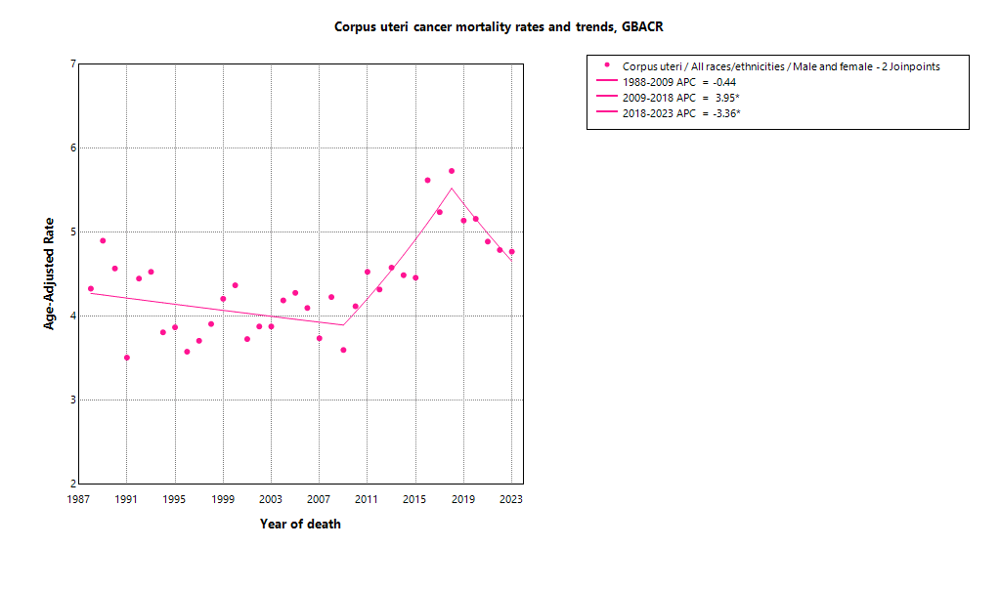 Corpus uteri cancer mortality rates and trends, GBACR
Corpus uteri / All races/ethnicities / Male and female - 2 Joinpoints
1988-2009 APC = -0.44
2009-2018 APC = 3.95*
2018-2023 APC = -3.36*
Age-Adjusted Rate
7
6
5
4
3
2
1987 1991 1995 1999 2003 2007 2011 2015 2019 2023
Year of death